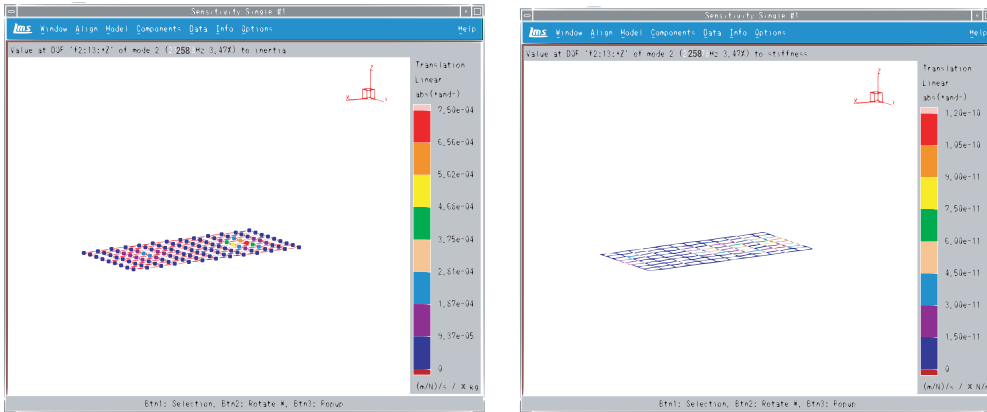 Sensitivity Single #1
lms Window Align Model Components Data Info Options Help
Value at DOF 'f2:13:+Z' of mode 2 ( 258 Hz 3,47%) to inertia
Translation
Linear
abs(+and-)
7,50e-04
6,56e-04
5,62e-04
4,68e-04
3,75e-04
2,81e-04
1,87e-04
9,37e-05
0
(m/N)/s / X kg
z
x
Btn1: Selection, Btn2: Rotate *, Btn3: Popup
Sensitivity Single #1
lms Window Align Model Components Data Info Options Help
Value at DOF 'f2:13:+Z' of mode 2 ( 258 Hz 3,47%) to stiffness
Translation
Linear
abs(+and-)
1,20e-10
1,05e-10
9,00e-11
7,50e-11
6,00e-11
4,50e-11
3,00e-11
1,50e-11
0
(m/N)/s / X N/
z
x
Btn1: Selection, Btn2: Rotate *, Btn3: Popup